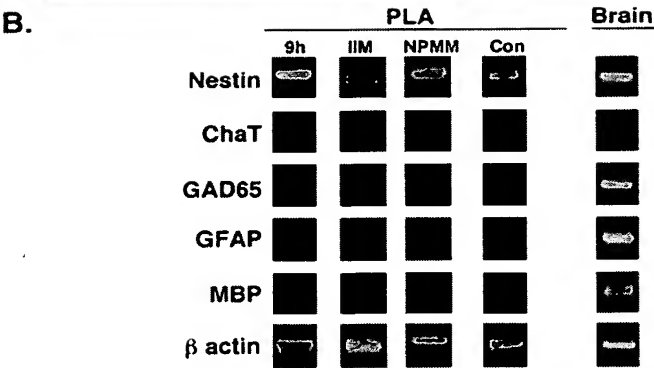 B.
PLA Brain
9h IIM NPMM Con
Nestin
ChaT
GAD65
GFAP
MBP
β actin